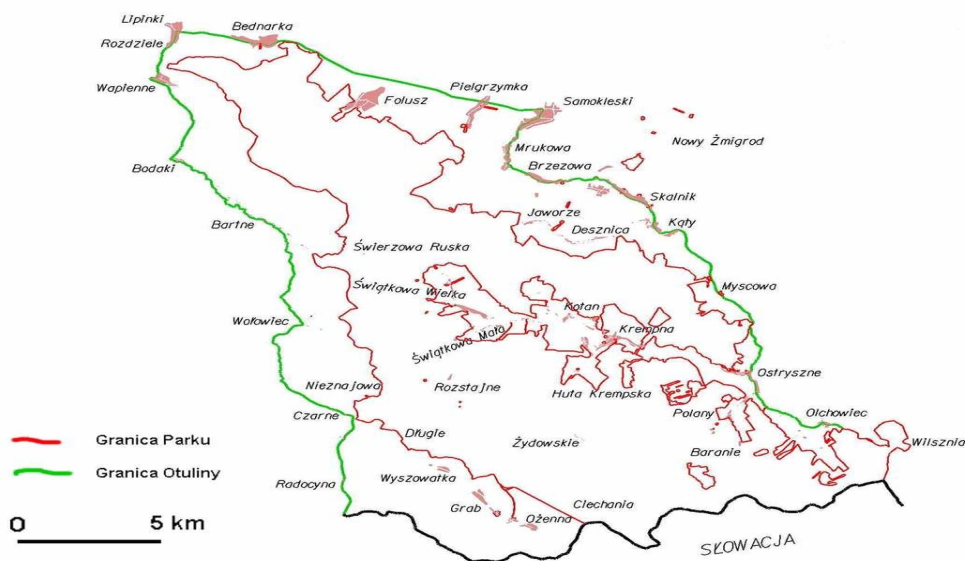 Lipinki
Bednarka
Rozdziele
Wapienne
Folusz
Pielgrzymka
Samokleski
Nowy Żmigrod
Mrukowa
Brzezowa
Bodaki
Skalnik
Jaworze
Desznica
Kąty
Bartne
Świerzowa Ruska
Świątkowa Wielka
Myscowa
Kotan
Wołowiec
Krempna
Świątkowa Mała
Nieznajowa
Rozstajne
Huta Krempska
Ostryszne
Polany
Olchowiec
Czarne
Długie
Żydowskie
Baranie
Wilsznia
Granica Parku
Granica Otuliny
Radocyna
Wyszowatka
Grab
Ożenna
Ciechania
0 5 km
SŁOWACJA